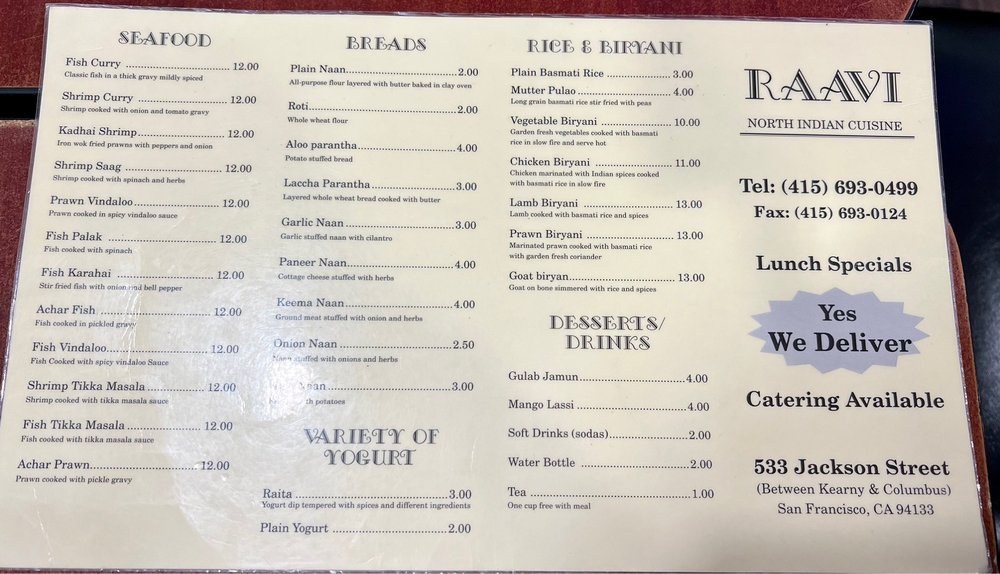 SEAFOOD
Fish Curry 12.00
Classic fish in a thick gravy mildly spiced
Shrimp Curry 12.00
Shrimp cooked with onion and tomato gravy
Kadhai Shrimp 12.00
Iron wok fried prawns with peppers and onion
Shrimp Saag 12.00
Shrimp cooked with spinach and herbs
Prawn Vindaloo 12.00
Prawn cooked in spicy vindaloo sauce
Fish Palak 12.00
Fish cooked with spinach
Fish Karahai 12.00
Stir fried fish with onion and bell pepper
Achar Fish 12.00
Fish cooked in pickled gravy
Fish Vindaloo 12.00
Fish Cooked with spicy vindaloo Sauce
Shrimp Tikka Masala 12.00
Shrimp cooked with tikka masala sauce
Fish Tikka Masala 12.00
Fish cooked with tikka masala sauce
Achar Prawn 12.00
Prawn cooked with pickle gravy
BREADS
Plain Naan 2.00
All-purpose flour layered with butter baked in clay oven
Roti 2.00
Whole wheat flour
Aloo parantha 4.00
Potato stuffed bread
Laccha Parantha 3.00
Layered whole wheat bread cooked with butter
Garlic Naan 3.00
Garlic stuffed naan with cilantro
Paneer Naan 4.00
Cottage cheese stuffed with herbs
Keema Naan 4.00
Ground meat stuffed with onion and herbs
Onion Naan 2.50
Naan stuffed with onions and herbs
3.00
potatoes
VARIETY OF
YOGURT
Raita 3.00
Yogurt dip tempered with spices and different ingredients
Plain Yogurt 2.00
RICE & BIRYANI
Plain Basmati Rice 3.00
Mutter Pulao 4.00
Long grain basmati rice stir fried with peas
Vegetable Biryani 10.00
Garden fresh vegetables cooked with basmati
rice in slow fire and serve hot
Chicken Biryani 11.00
Chicken marinated with Indian spices cooked
with basmati rice in slow fire
Lamb Biryani 13.00
Lamb cooked with basmati rice and spices
Prawn Biryani 13.00
Marinated prawn cooked with basmati rice
with garden fresh coriander
Goat biryan 13.00
Goat on bone simmered with rice and spices
DESSERTS/
DRINKS
Gulab Jamun 4.00
Mango Lassi 4.00
Soft Drinks (sodas) 2.00
Water Bottle 2.00
Tea 1.00
One cup free with meal
RAAVI
NORTH INDIAN CUISINE
Tel: (415) 693-0499
Fax: (415) 693-0124
Lunch Specials
Yes
We Deliver
Catering Available
533 Jackson Street
(Between Kearny & Columbus)
San Francisco, CA 94133